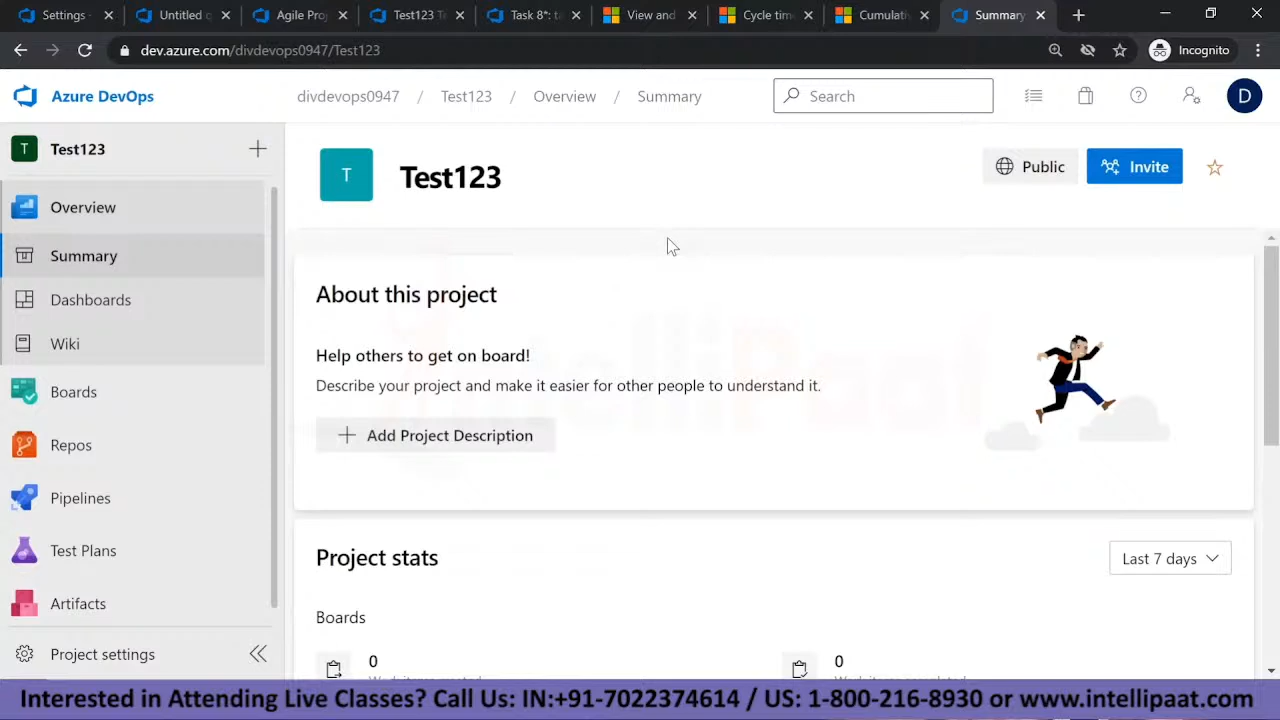 Settings
Untitled q
Agile Proj
Test123 Te
Task 8*: ta
View and
Cycle time
Cumulati
Summary
dev.azure.com/divdevops0947/Test123
Incognito
Azure DevOps
divdevops0947 / Test123 / Overview / Summary
Search
D
T Test123
Overview
Summary
Dashboards
Wiki
Boards
Repos
Pipelines
Test Plans
Artifacts
Project settings
T Test123
Public
Invite
About this project
Help others to get on board!
Describe your project and make it easier for other people to understand it.
Add Project Description
Project stats
Last 7 days
Boards
0
0
Interested in Attending Live Classes? Call Us: IN:+91-7022374614 / US: 1-800-216-8930 or www.intellipaat.com